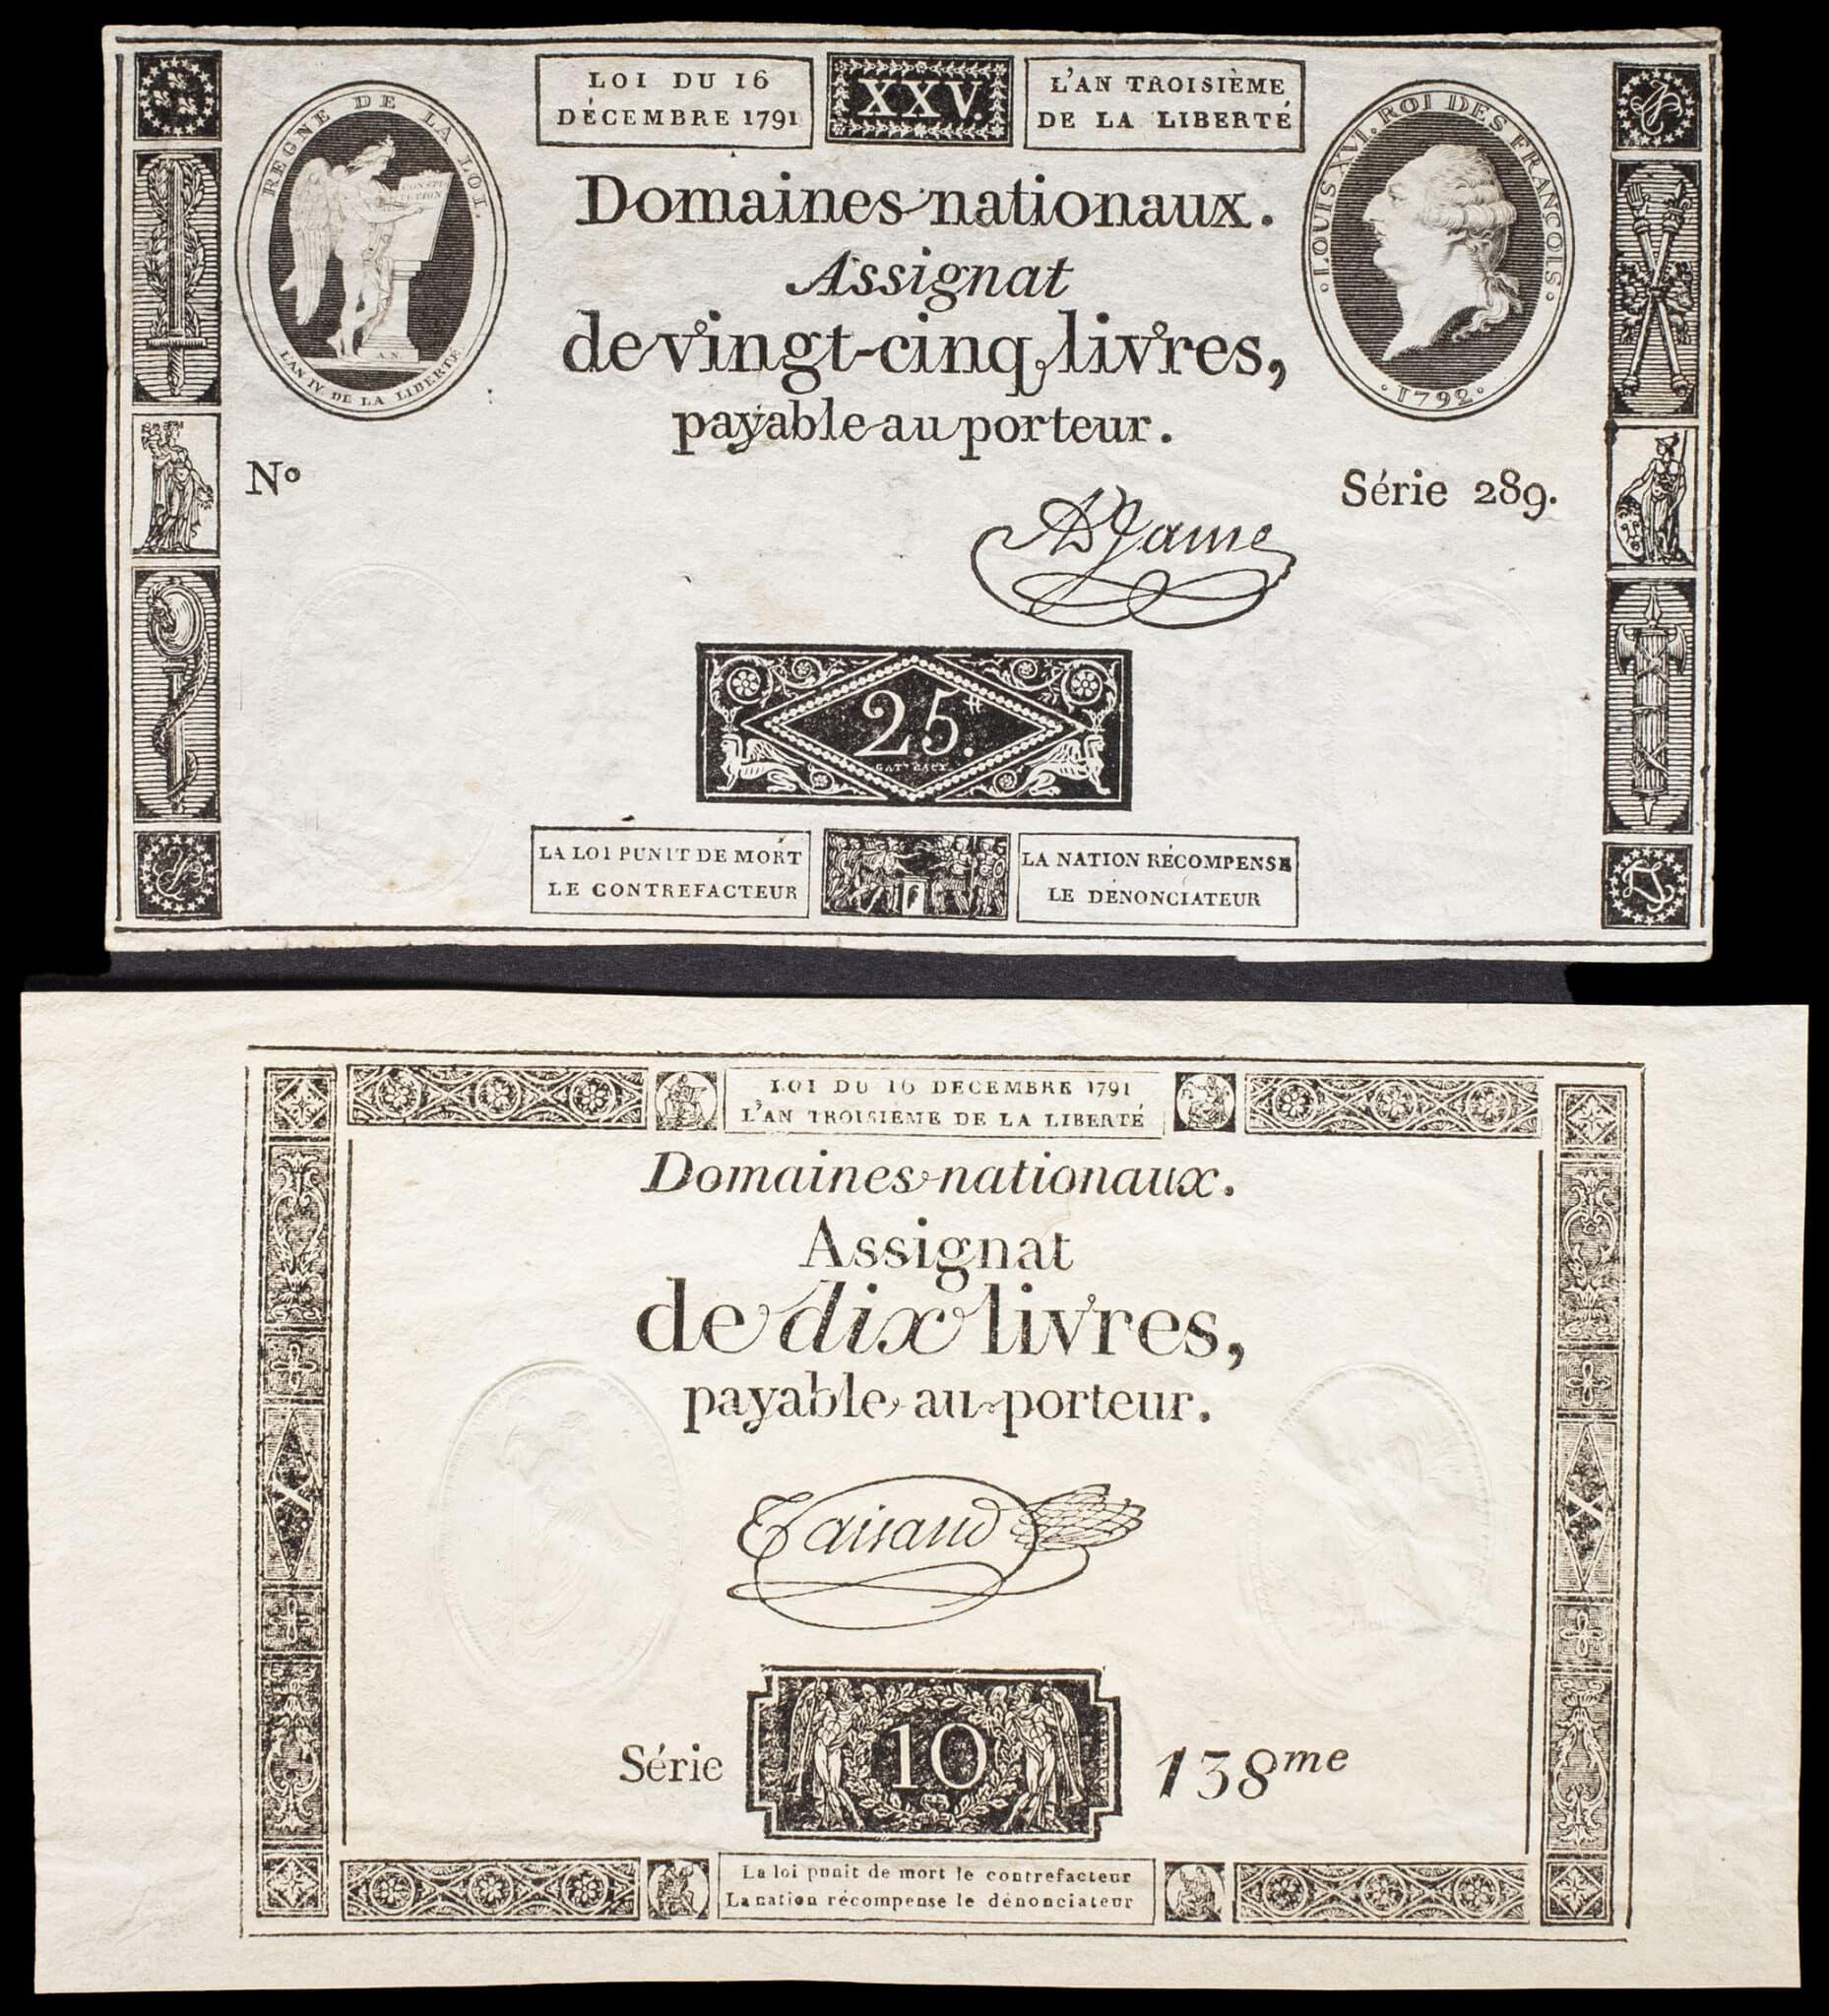 LOI DU 16
DÉCEMBRE 1791
XXV.
L'AN TROISIÈME
DE LA LIBERTÉ
REGNE DE LA LOI.
CONSTI
TUTION
L'AN IV. DE LA LIBERTÉ
LOUIS XVI. ROI DES FRANÇOIS.
1792
Domaines nationaux.
Assignat
de vingt-cinq livres,
payable au porteur.
No
Série 289.
A Jame
25.
LA LOI PUNIT DE MORT
LE CONTREFACTEUR
LA NATION RÉCOMPENSE
LE DENONCIATEUR
LOI DU 16 DECEMBRE 1791
L'AN TROISIÈME DE LA LIBERTÉ
Domaines nationaux.
Assignat
de dix livres,
payable au porteur.
Taisaud
X
X
Série
10
138me
La loi punit de mort le contrefacteur
La nation récompense le dénonciateur